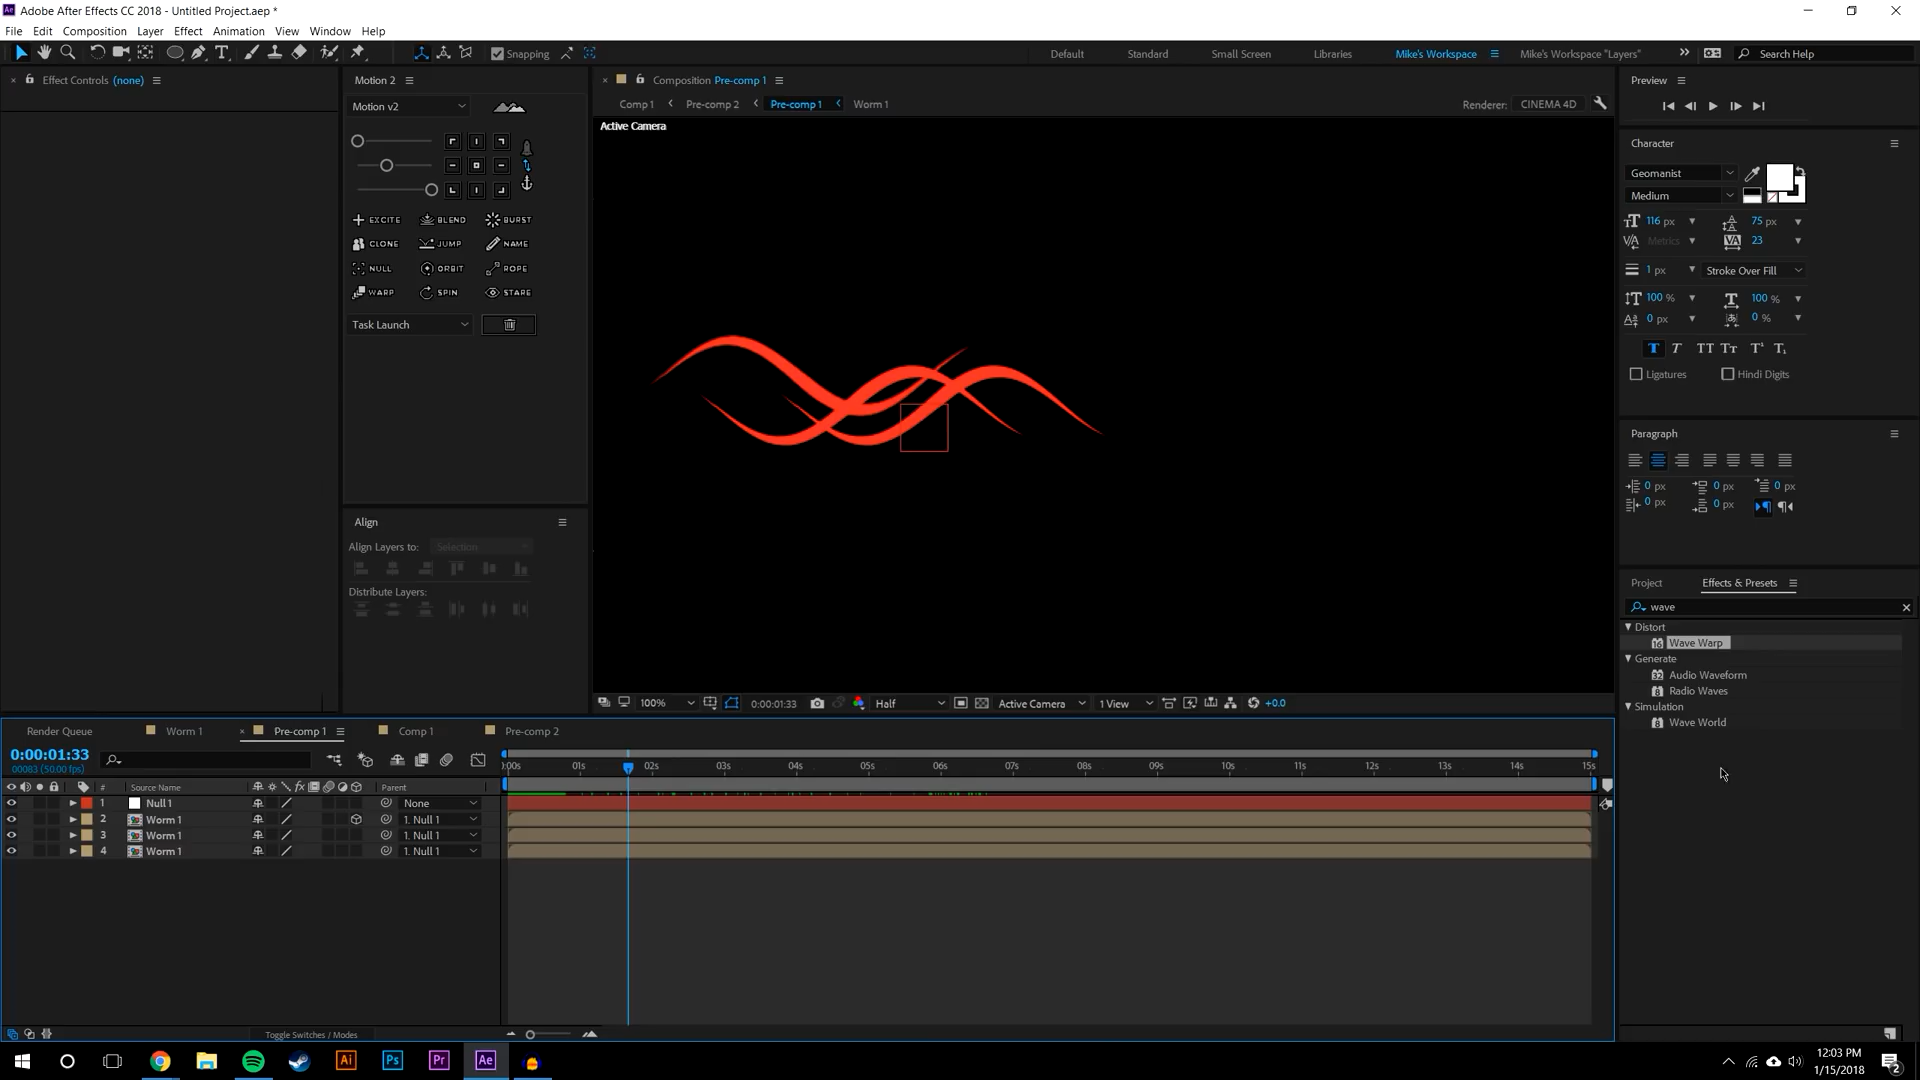 Adobe After Effects CC 2018 - Untitled Project.aep *
File Edit Composition Layer Effect Animation View Window Help
Snapping
Default Standard Small Screen Libraries Mike's Workspace Mike's Workspace "Layers" Search Help
Effect Controls (none)
Motion 2
Motion v2
EXCITE BLEND BURST
CLONE JUMP NAME
NULL ORBIT ROPE
WARP SPIN STARE
Task Launch
Align
Align Layers to: Selection
Distribute Layers:
Composition Pre-comp 1
Comp 1 Pre-comp 2 Pre-comp 1 Worm 1
Renderer: CINEMA 4D
Active Camera
100% 0:00:01:33 Half Active Camera 1 View +0.0
Preview
Character
Geomanist
Medium
116 px 75 px
Metrics 23
1 px Stroke Over Fill
100 % 100 %
0 px 0 %
T T TT Tт T¹ T₁
Ligatures Hindi Digits
Paragraph
0 px 0 px 0 px
0 px 0 px
Project Effects & Presets
wave
Distort
Wave Warp
Generate
Audio Waveform
Radio Waves
Simulation
Wave World
Render Queue Worm 1 Pre-comp 1 Comp 1 Pre-comp 2
0:00:01:33
00083 (50.00 fps)
:00s 01s 02s 03s 04s 05s 06s 07s 08s 09s 10s 11s 12s 13s 14s 15s
# Source Name fx Parent
1 Null 1 None
2 Worm 1 1. Null 1
3 Worm 1 1. Null 1
4 Worm 1 1. Null 1
Toggle Switches / Modes
Ai Ps Pr Ae
12:03 PM
1/15/2018
2